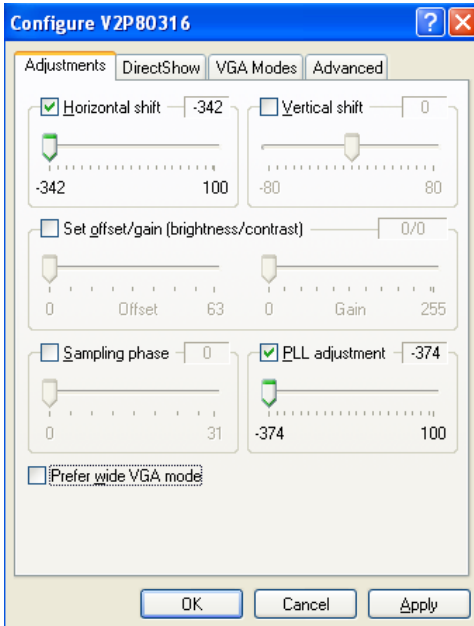 Configure V2P80316
Adjustments DirectShow VGA Modes Advanced
Horizontal shift -342 Vertical shift 0
-342 100 -80 80
Set offset/gain (brightness/contrast) 0/0
0 Offset 63 0 Gain 255
Sampling phase 0 PLL adjustment -374
0 31 -374 100
Prefer wide VGA mode
OK Cancel Apply